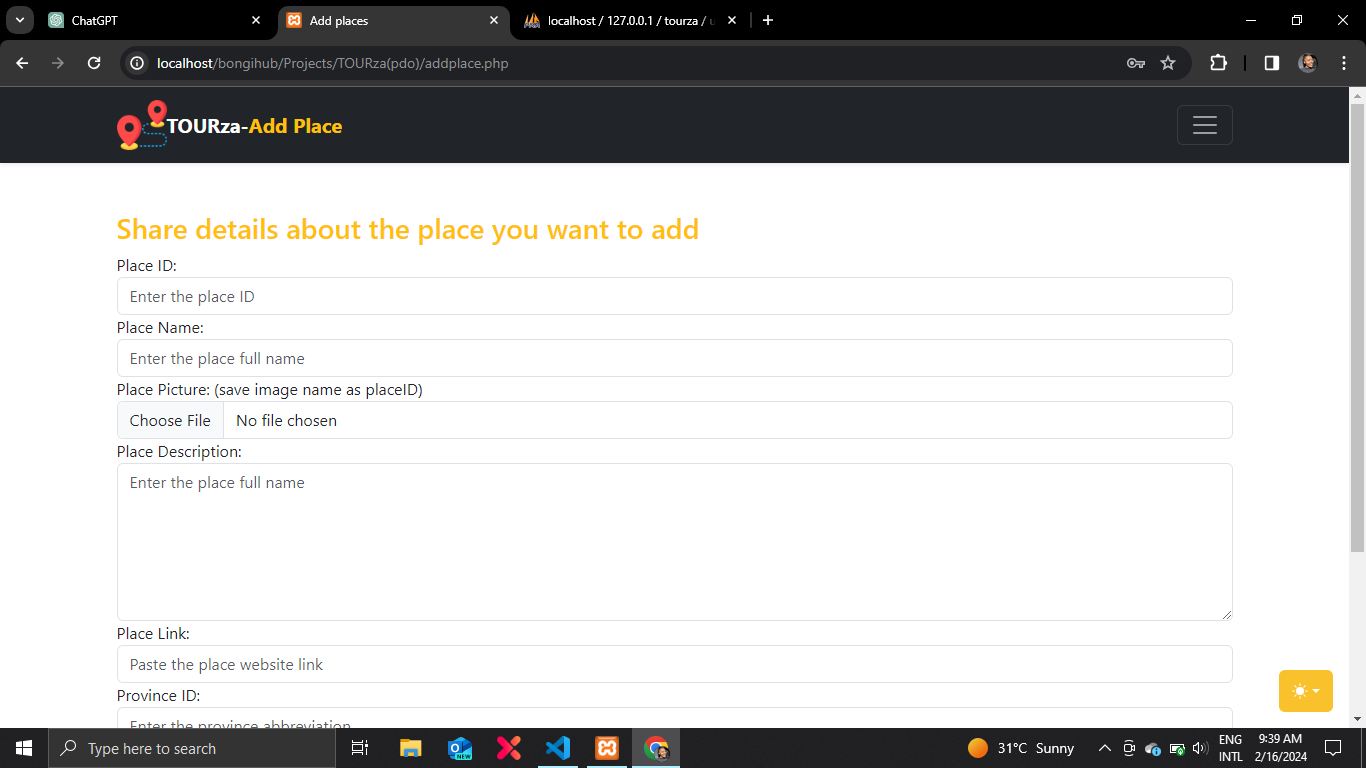 ChatGPT
Add places
localhost / 127.0.0.1 / tourza / u
localhost/bongihub/Projects/TOURza(pdo)/addplace.php
TOURza-Add Place
Share details about the place you want to add
Place ID:
Enter the place ID
Place Name:
Enter the place full name
Place Picture: (save image name as placeID)
Choose File No file chosen
Place Description:
Enter the place full name
Place Link:
Paste the place website link
Province ID:
Enter the province abbreviation
Type here to search
NEW
31°C Sunny
ENG
INTL
9:39 AM
2/16/2024